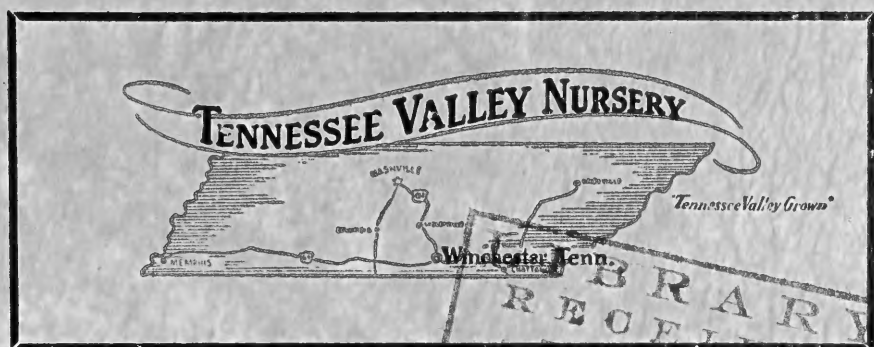 TENNESSEE VALLEY NURSERY
NASHVILLE
"Tennessee Valley Grown"
MEMPHIS
Winchester, Tenn.
LIBRARY
RECEI